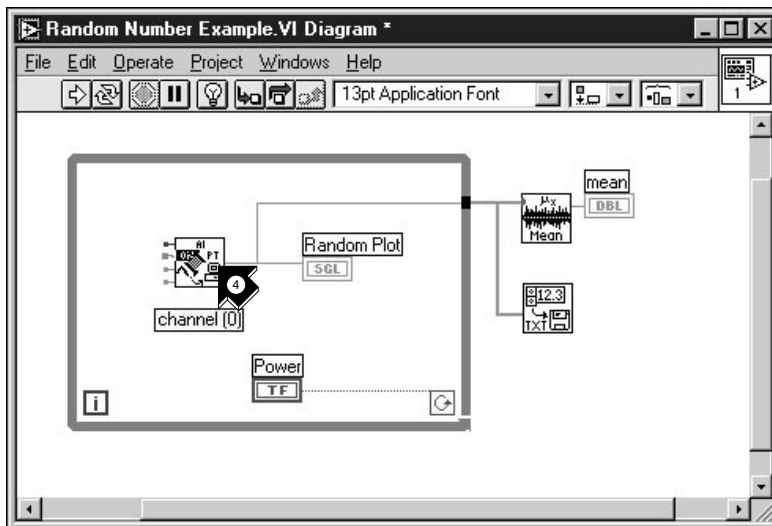 Random Number Example.VI Diagram *
File Edit Operate Project Windows Help
13pt Application Font
1
mean
DBL
μx
Mean
AI
PT
Random Plot
SGL
4
channel (0)
12.3
TXT
Power
TF
i